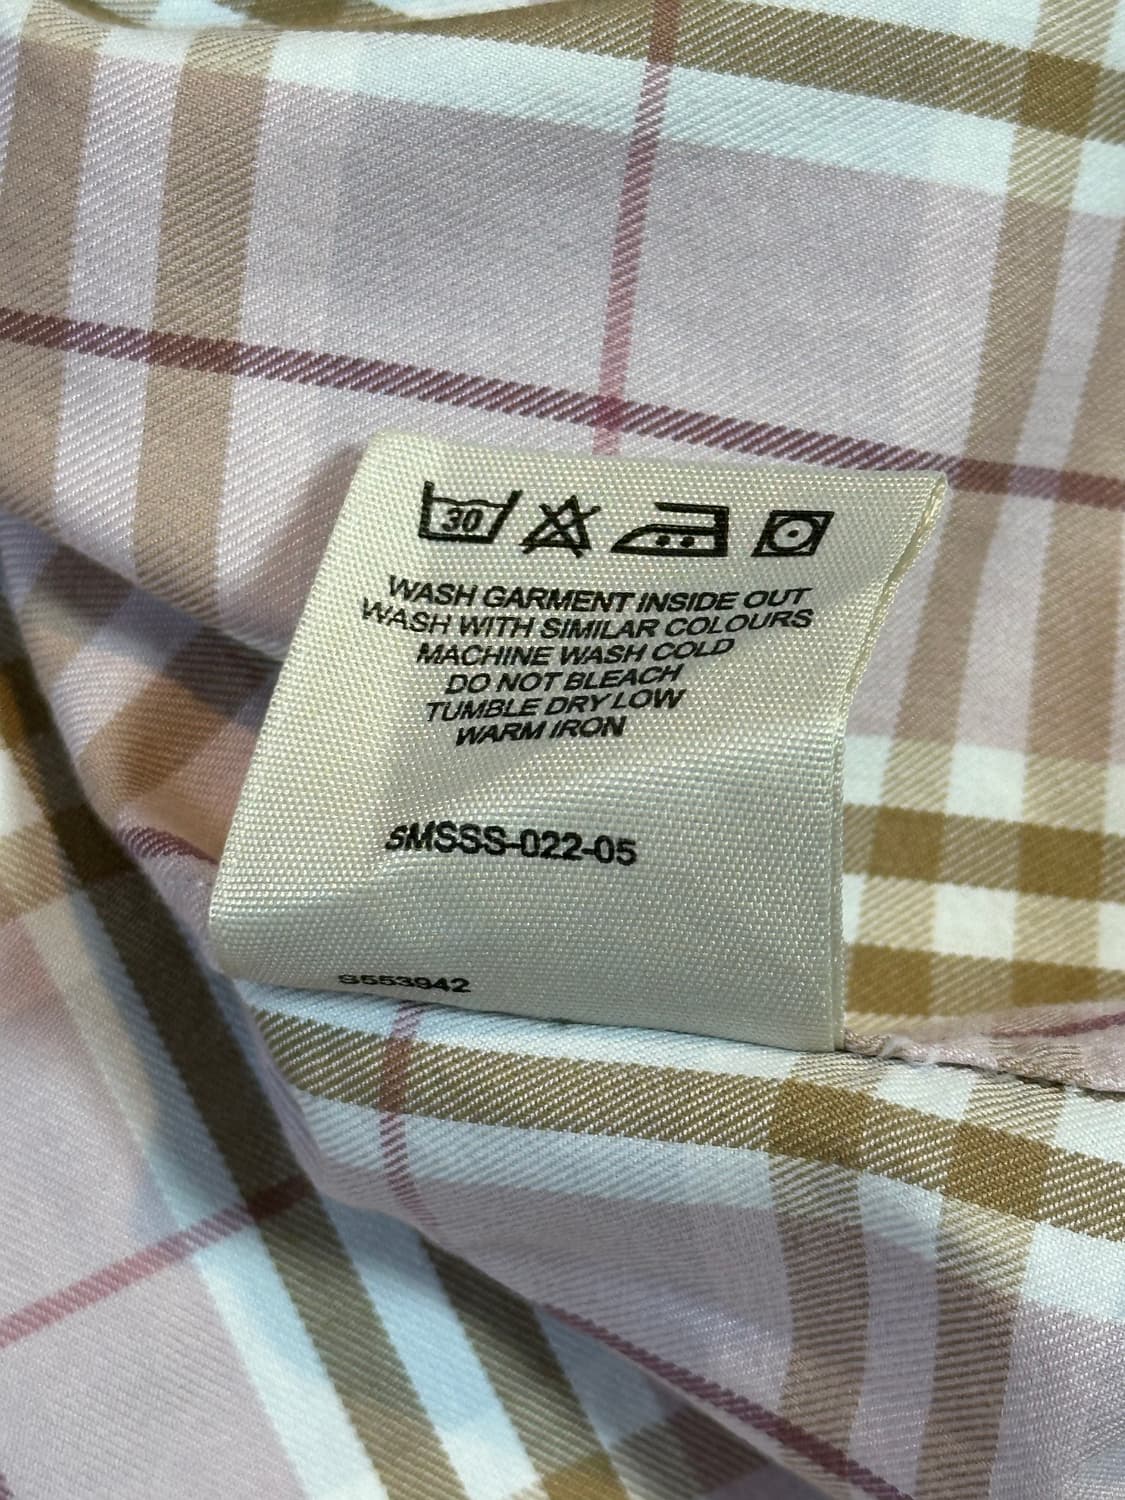 30
WASH GARMENT INSIDE OUT
WASH WITH SIMILAR COLOURS
MACHINE WASH COLD
DO NOT BLEACH
TUMBLE DRY LOW
WARM IRON
SMSSS-022-05
S553942